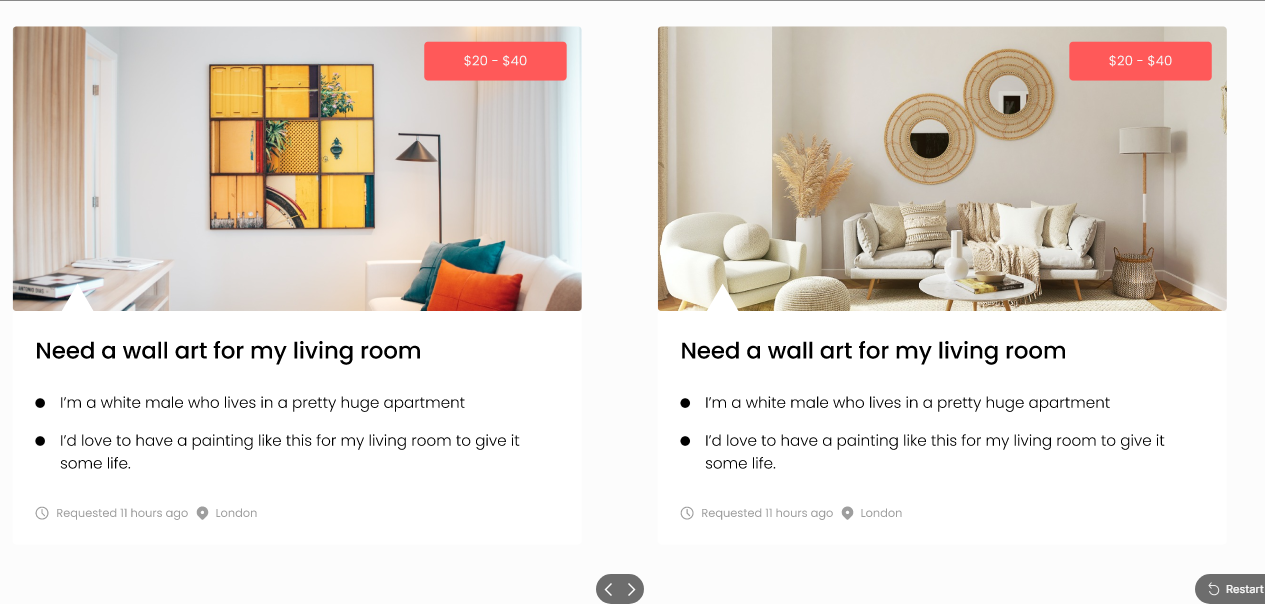 $20 - $40
Need a wall art for my living room
I'm a white male who lives in a pretty huge apartment
I'd love to have a painting like this for my living room to give it
some life.
Requested 11 hours ago London
$20 - $40
Need a wall art for my living room
I'm a white male who lives in a pretty huge apartment
I'd love to have a painting like this for my living room to give it
some life.
Requested 11 hours ago London
Restart